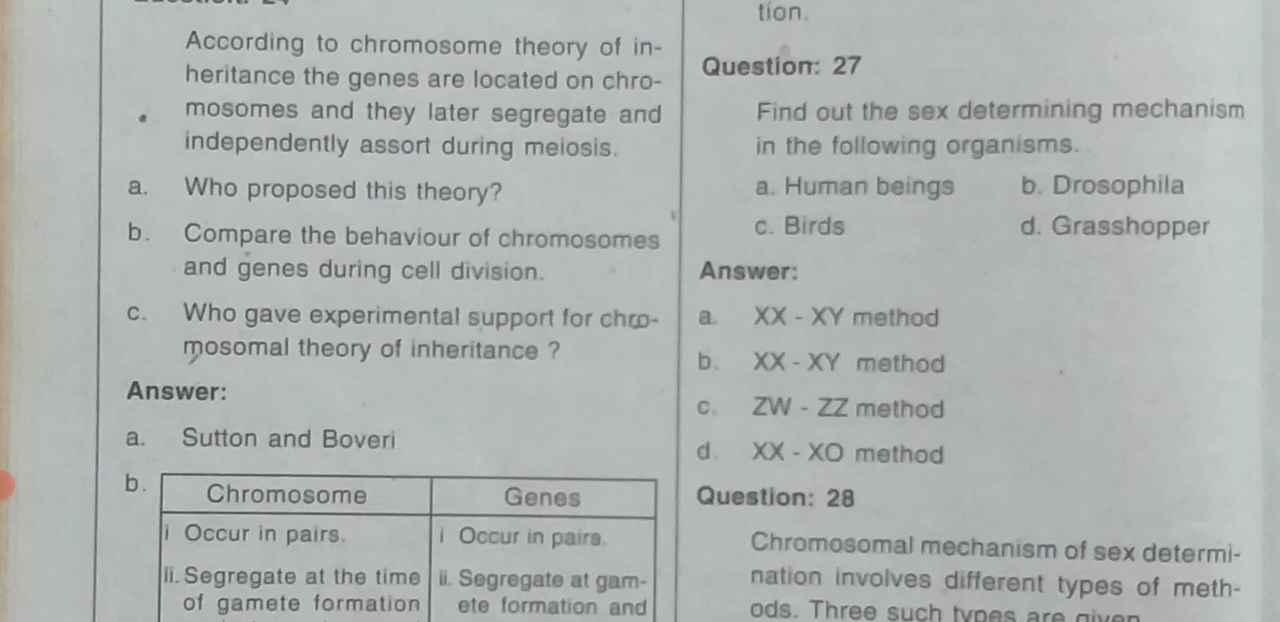 According to chromosome theory of in-
heritance the genes are located on chro-
mosomes and they later segregate and
independently assort during meiosis.
a. Who proposed this theory?
b. Compare the behaviour of chromosomes
and genes during cell division.
c. Who gave experimental support for chro-
mosomal theory of inheritance ?
Answer:
a. Sutton and Boveri
b.
Chromosome Genes
i Occur in pairs. i Occur in pairs.
ii. Segregate at the time ii. Segregate at gam-
of gamete formation ete formation and
tion.
Question: 27
Find out the sex determining mechanism
in the following organisms.
a. Human beings b. Drosophila
c. Birds d. Grasshopper
Answer:
a. XX - XY method
b. XX - XY method
c. ZW - ZZ method
d. XX - XO method
Question: 28
Chromosomal mechanism of sex determi-
nation involves different types of meth-
ods. Three such types are given